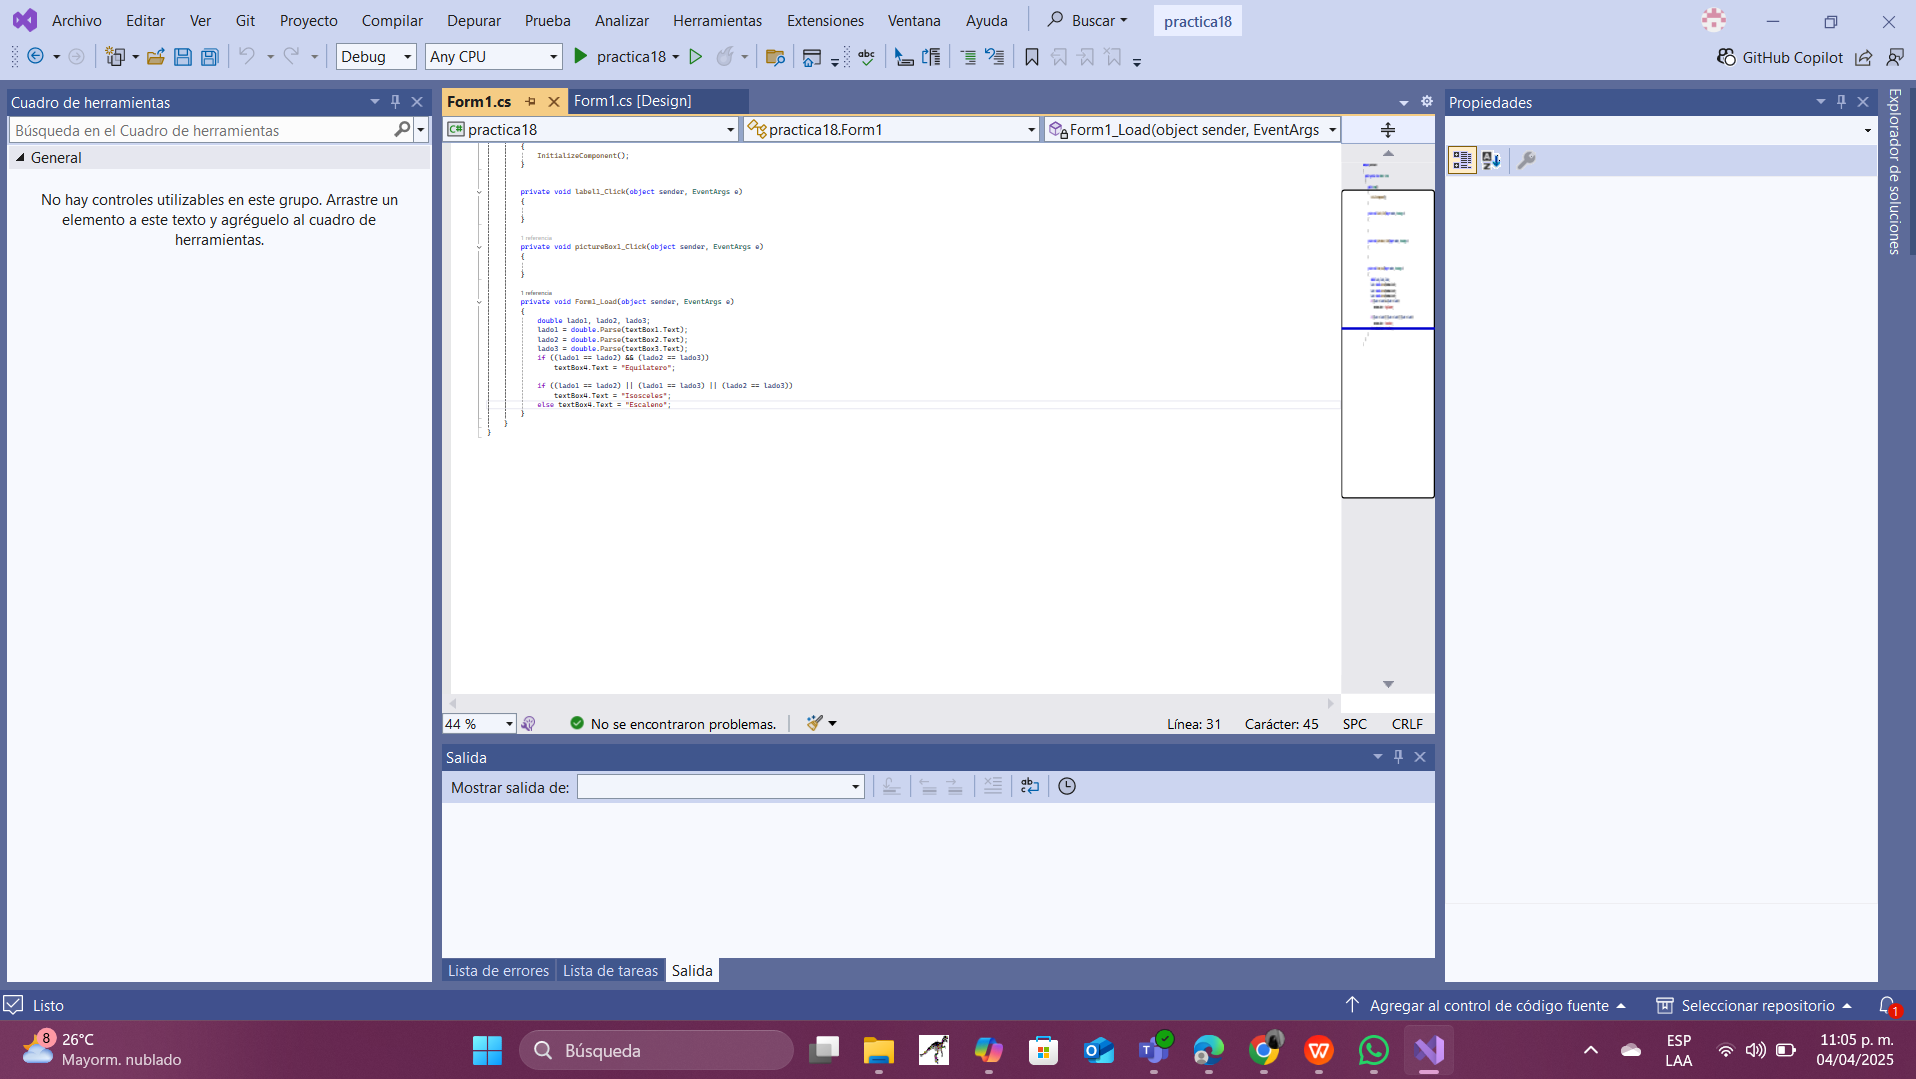 Archivo Editar Ver Git Proyecto Compilar Depurar Prueba Analizar Herramientas Extensiones Ventana Ayuda Buscar practica18
Debug Any CPU practica18 abc GitHub Copilot
Cuadro de herramientas
Búsqueda en el Cuadro de herramientas
General
No hay controles utilizables en este grupo. Arrastre un
elemento a este texto y agréguelo al cuadro de
herramientas.
Form1.cs Form1.cs [Design]
C# practica18 practica18.Form1 Form1_Load(object sender, EventArgs
{
InitializeComponent();
}
private void label1_Click(object sender, EventArgs e)
{
}
1 referencia
private void pictureBox1_Click(object sender, EventArgs e)
{
}
1 referencia
private void Form1_Load(object sender, EventArgs e)
{
double lado1, lado2, lado3;
lado1 = double.Parse(textBox1.Text);
lado2 = double.Parse(textBox2.Text);
lado3 = double.Parse(textBox3.Text);
if ((lado1 == lado2) && (lado2 == lado3))
textBox4.Text = "Equilatero";
if ((lado1 == lado2) || (lado1 == lado3) || (lado2 == lado3))
textBox4.Text = "Isosceles";
else textBox4.Text = "Escaleno";
}
}
}
44 % No se encontraron problemas. Línea: 31 Carácter: 45 SPC CRLF
Salida
Mostrar salida de:
Lista de errores Lista de tareas Salida
Propiedades
Explorador de soluciones
Listo Agregar al control de código fuente Seleccionar repositorio 1
8 26°C
Mayorm. nublado
Búsqueda
ESP
LAA
11:05 p. m.
04/04/2025